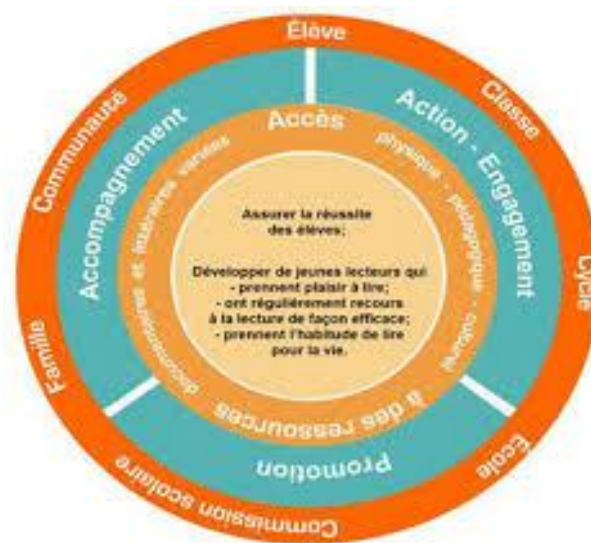 Élève
Classe
Cycle
École
Commission scolaire
Famille
Communauté
Accompagnement
Action - Engagement
Promotion
Accès
physique - pédagogique - culturel
à des ressources
documentaires et littéraires variées
Assurer la réussite
des élèves;
Développer de jeunes lecteurs qui
- prennent plaisir à lire;
- ont régulièrement recours
à la lecture de façon efficace;
- prennent l'habitude de lire
pour la vie.